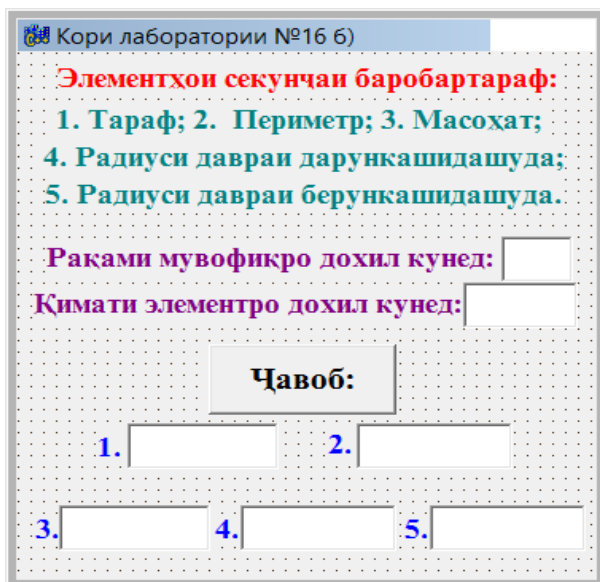 Кори лаборатории №16 б)
Элементҳои секунҷаи баробартараф:
1. Тараф; 2. Периметр; 3. Масоҳат;
4. Радиуси давраи дарункашидашуда;
5. Радиуси давраи берункашидашуда.
Рақами мувофиқро дохил кунед:
Қимати элементро дохил кунед:
Ҷавоб:
1. 2.
3. 4. 5.